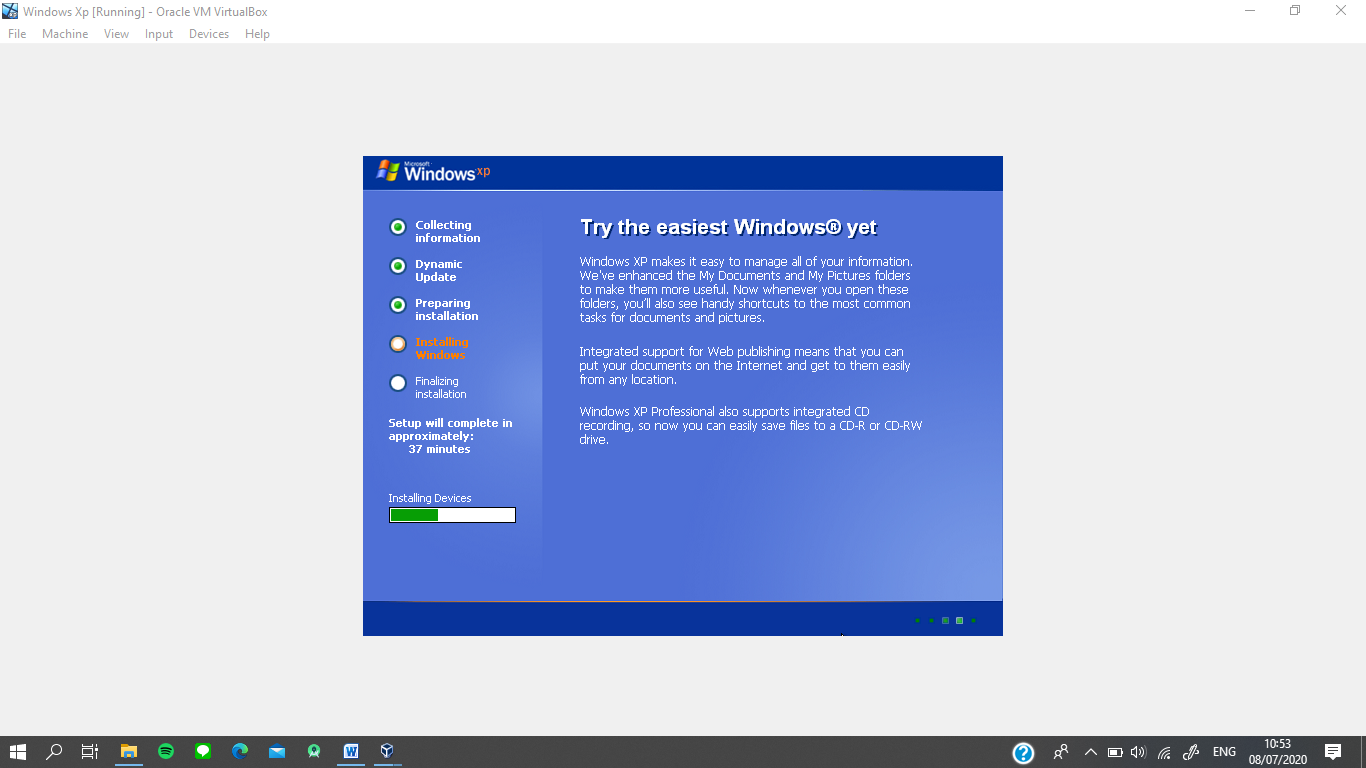 Windows Xp [Running] - Oracle VM VirtualBox
File Machine View Input Devices Help
Microsoft
Windows xp
Collecting
information
Dynamic
Update
Preparing
installation
Installing
Windows
Finalizing
installation
Setup will complete in
approximately:
37 minutes
Installing Devices
Try the easiest Windows® yet
Windows XP makes it easy to manage all of your information.
We've enhanced the My Documents and My Pictures folders
to make them more useful. Now whenever you open these
folders, you'll also see handy shortcuts to the most common
tasks for documents and pictures.
Integrated support for Web publishing means that you can
put your documents on the Internet and get to them easily
from any location.
Windows XP Professional also supports integrated CD
recording, so now you can easily save files to a CD-R or CD-RW
drive.
ENG
10:53
08/07/2020